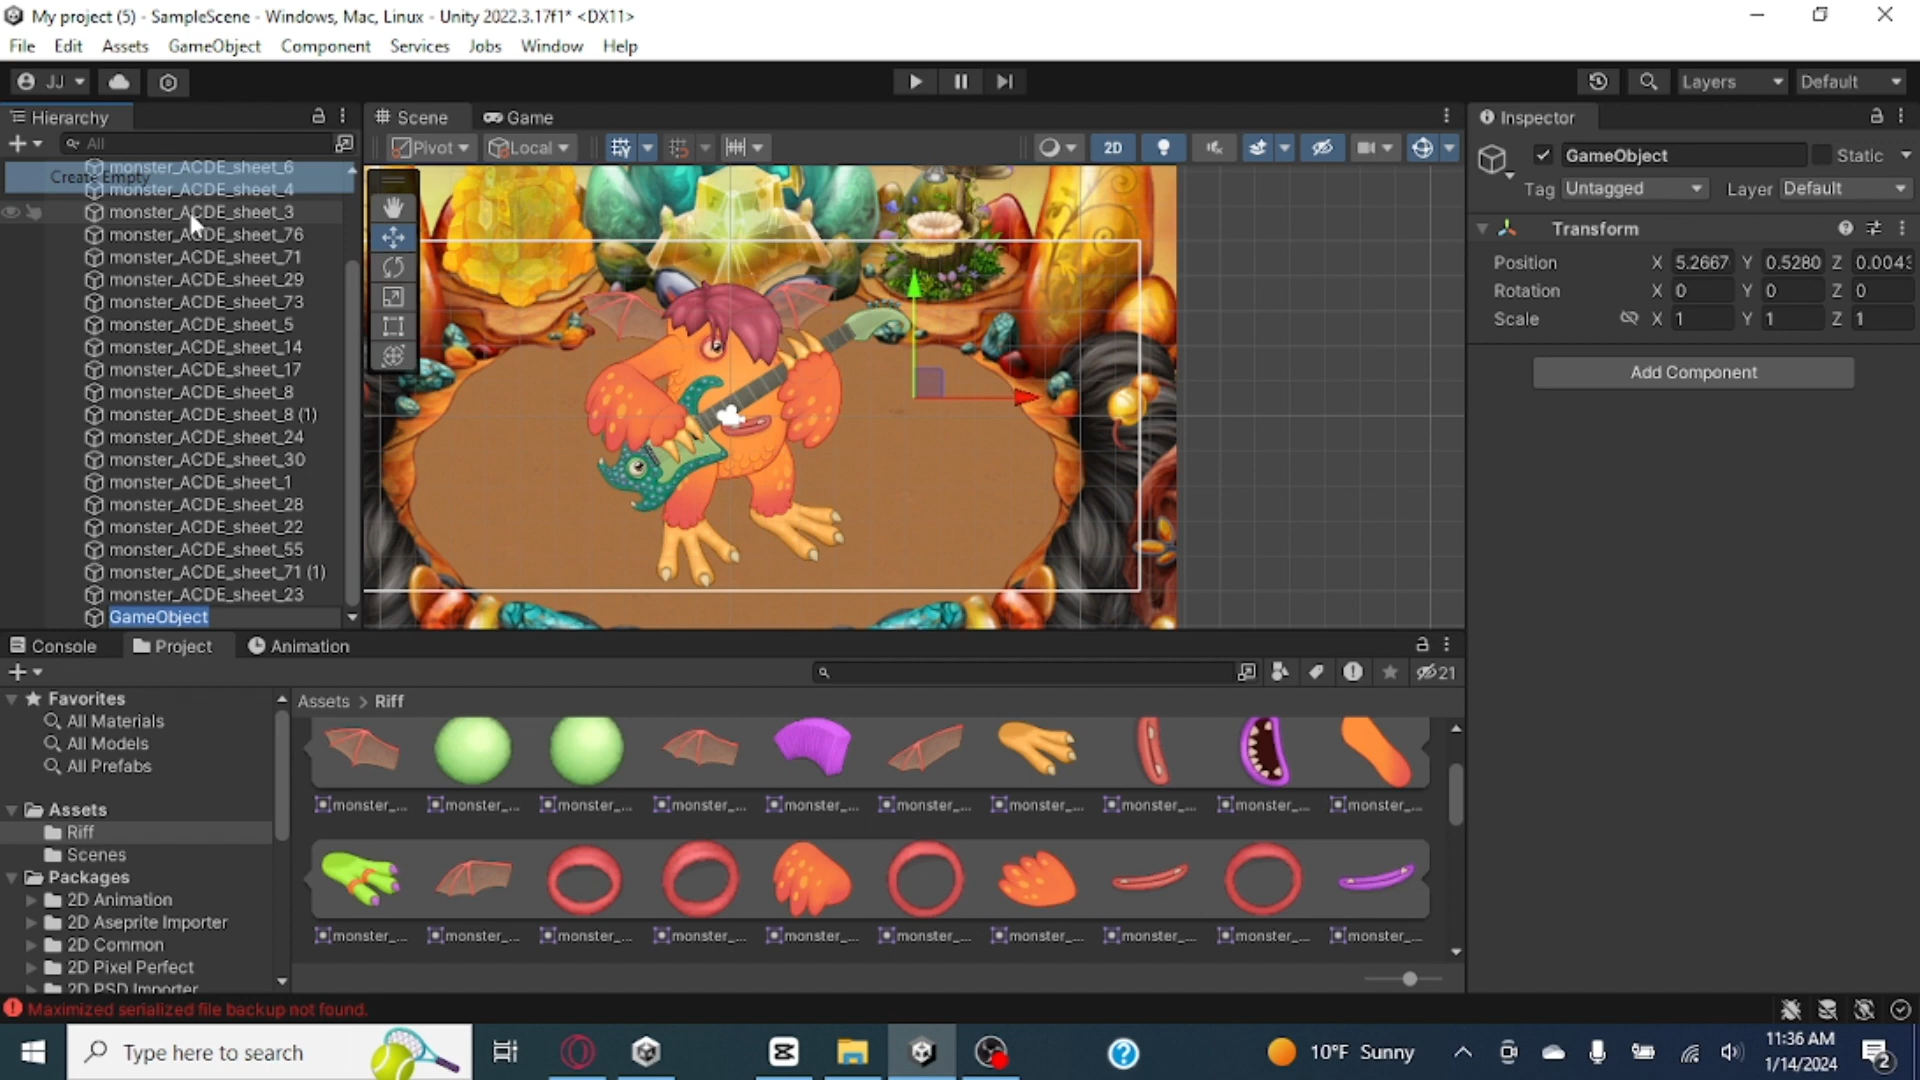 My project (5) - SampleScene - Windows, Mac, Linux - Unity 2022.3.17f1* <DX11>
File Edit Assets GameObject Component Services Jobs Window Help
JJ Layers Default
Hierarchy Scene Game Inspector
All Pivot Local 2D GameObject Static
monster_ACDE_sheet_6
Create Empty
monster_ACDE_sheet_4
Tag Untagged Layer Default
monster_ACDE_sheet_3
monster_ACDE_sheet_76
Transform
monster_ACDE_sheet_71
Position X 5.2667 Y 0.5280 Z 0.0043
monster_ACDE_sheet_29
Rotation X 0 Y 0 Z 0
monster_ACDE_sheet_73
Scale X 1 Y 1 Z 1
monster_ACDE_sheet_5
monster_ACDE_sheet_14
monster_ACDE_sheet_17
Add Component
monster_ACDE_sheet_8
monster_ACDE_sheet_8 (1)
monster_ACDE_sheet_24
monster_ACDE_sheet_30
monster_ACDE_sheet_1
monster_ACDE_sheet_28
monster_ACDE_sheet_22
monster_ACDE_sheet_55
monster_ACDE_sheet_71 (1)
monster_ACDE_sheet_23
GameObject
Console Project Animation
21
Favorites
All Materials
All Models
All Prefabs
Assets
Riff
Scenes
Packages
2D Animation
2D Aseprite Importer
2D Common
2D Pixel Perfect
2D PSD Importer
Assets > Riff
monster_... monster_... monster_... monster_... monster_... monster_... monster_... monster_... monster_... monster_...
monster_... monster_... monster_... monster_... monster_... monster_... monster_... monster_... monster_... monster_...
Maximized serialized file backup not found.
Type here to search
10°F Sunny
11:36 AM
1/14/2024
2